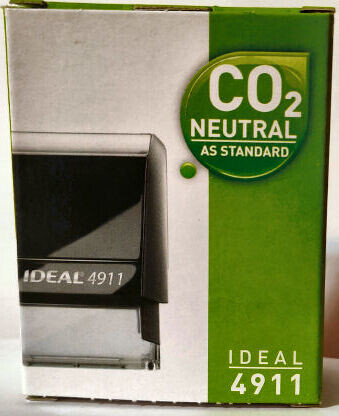 CO2
NEUTRAL
AS STANDARD
IDEAL 4911
IDEAL
4911